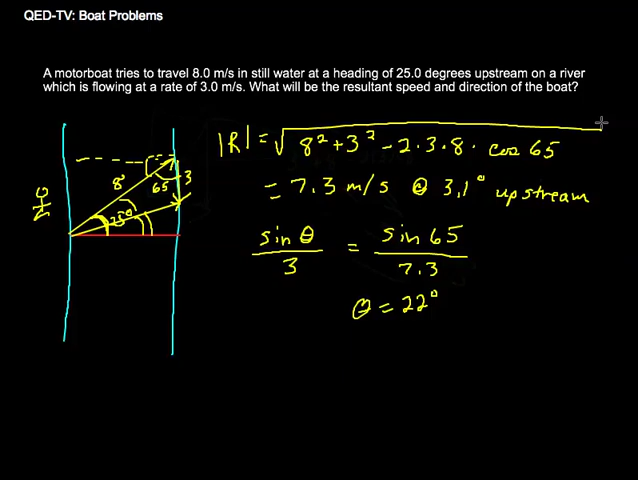 QED-TV: Boat Problems
A motorboat tries to travel 8.0 m/s in still water at a heading of 25.0 degrees upstream on a river
which is flowing at a rate of 3.0 m/s. What will be the resultant speed and direction of the boat?
|R| = √8² + 3² - 2·3·8· cos 65
= 7.3 m/s @ 3.1° upstream
sin θ / 3 = sin 65 / 7.3
θ = 22°
8
65
3
25°